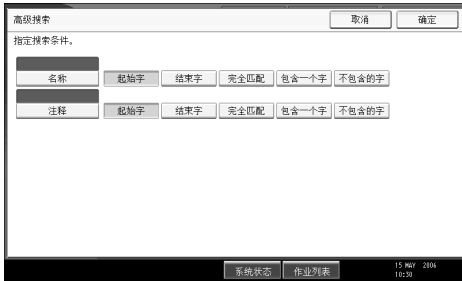 高级搜索 取消 确定
指定搜索条件。
名称 起始字 结束字 完全匹配 包含一个字 不包含的字
注释 起始字 结束字 完全匹配 包含一个字 不包含的字
系统状态 作业列表 15 MAY 2006
10:30